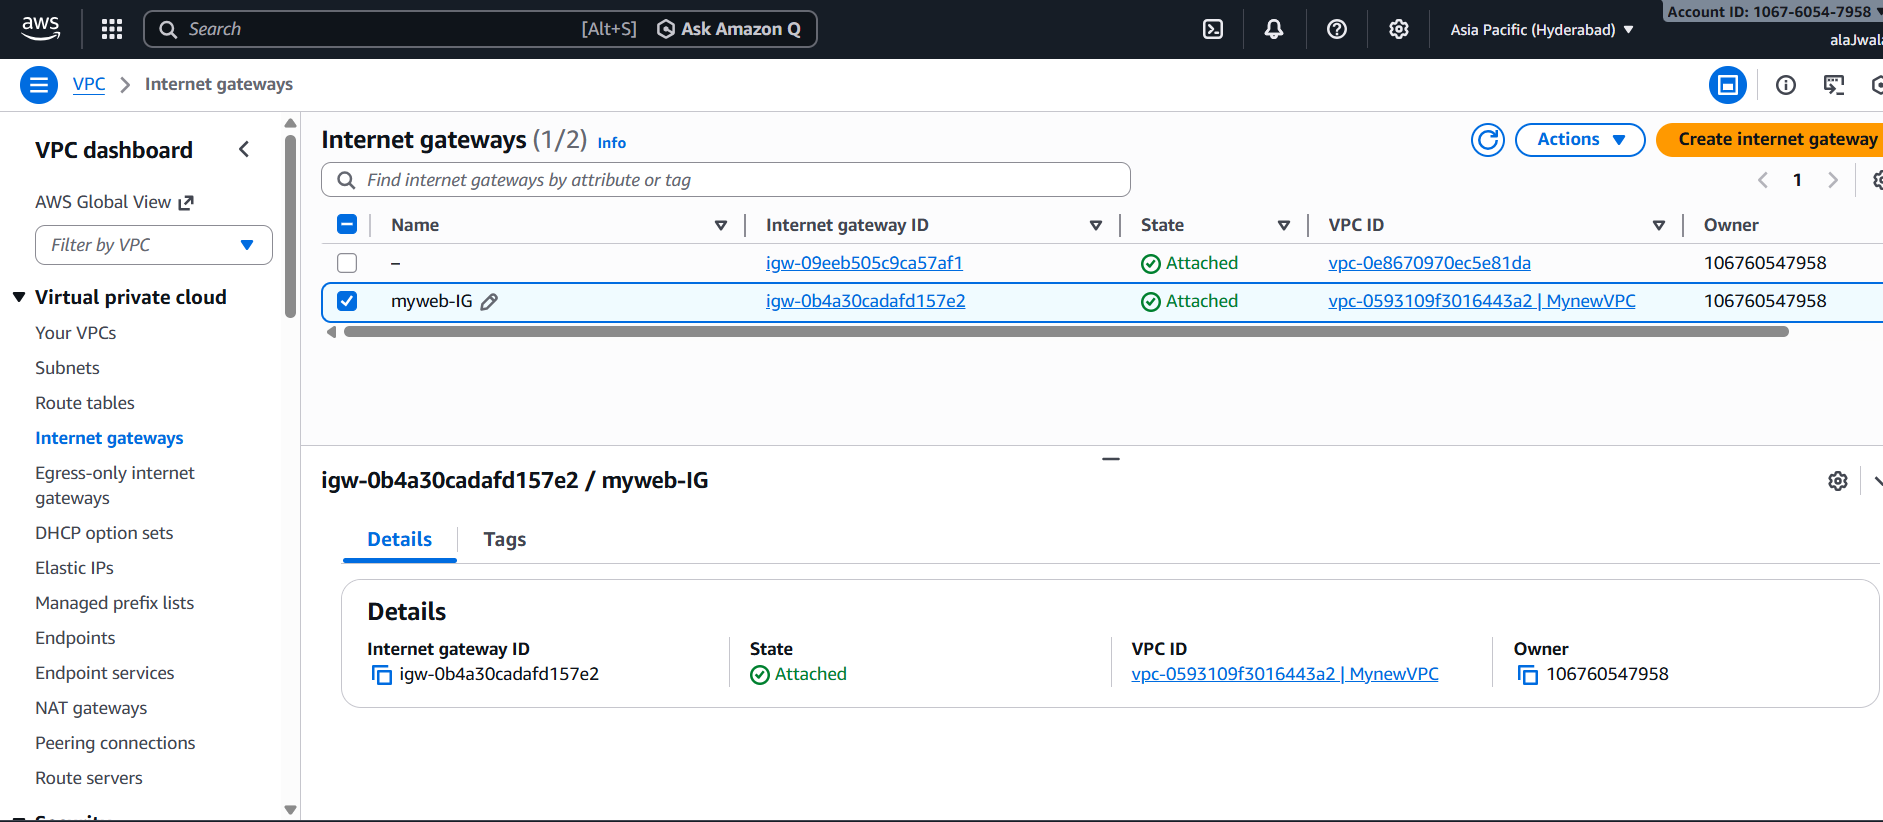 aws
Search [Alt+S] Ask Amazon Q
Asia Pacific (Hyderabad)
Account ID: 1067-6054-7958
VPC Internet gateways
VPC dashboard
AWS Global View
Filter by VPC
Virtual private cloud
Your VPCs
Subnets
Route tables
Internet gateways
Egress-only internet
gateways
DHCP option sets
Elastic IPs
Managed prefix lists
Endpoints
Endpoint services
NAT gateways
Peering connections
Route servers
Internet gateways (1/2) Info
Actions
Create internet gateway
Find internet gateways by attribute or tag
1
Name Internet gateway ID State VPC ID Owner
– igw-09eeb505c9ca57af1 Attached vpc-0e8670970ec5e81da 106760547958
myweb-IG igw-0b4a30cadafd157e2 Attached vpc-0593109f3016443a2 | MynewVPC 106760547958
igw-0b4a30cadafd157e2 / myweb-IG
Details Tags
Details
Internet gateway ID State VPC ID Owner
igw-0b4a30cadafd157e2 Attached vpc-0593109f3016443a2 | MynewVPC 106760547958